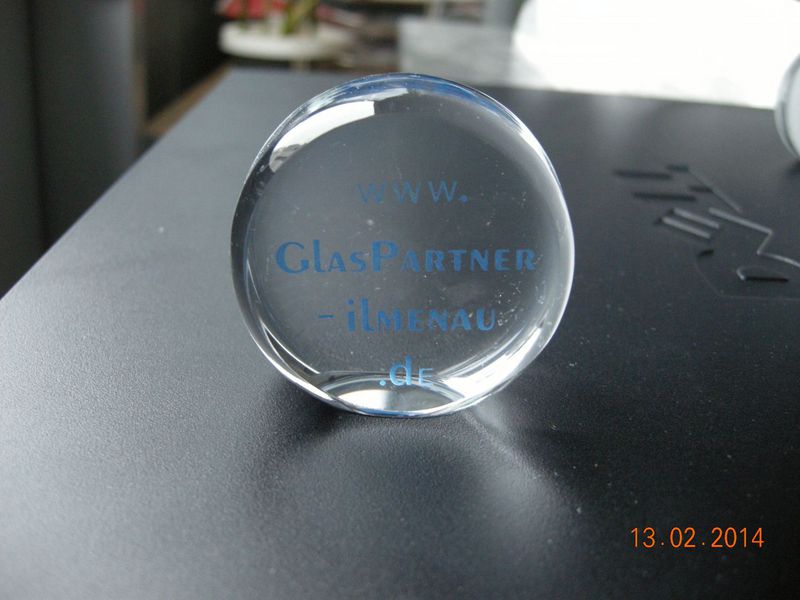 www.
GlasPartner
- ilmenau
.de
13.02.2014